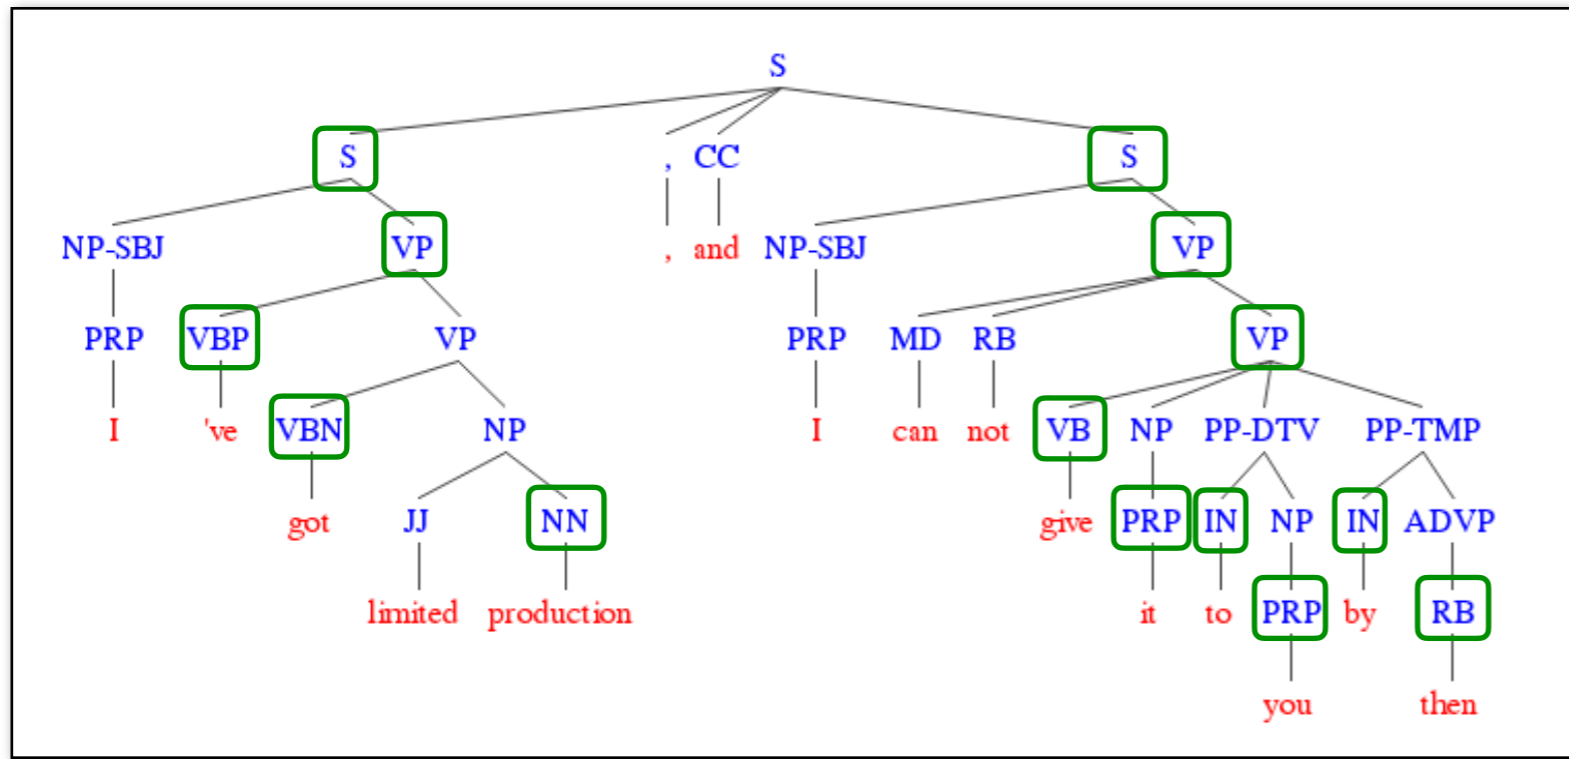 S
S , CC S
NP-SBJ VP , and NP-SBJ VP
PRP VBP VP PRP MD RB VP
I 've VBN NP I can not VB NP PP-DTV PP-TMP
got JJ NN give PRP IN NP IN ADVP
limited production it to PRP by RB
you then